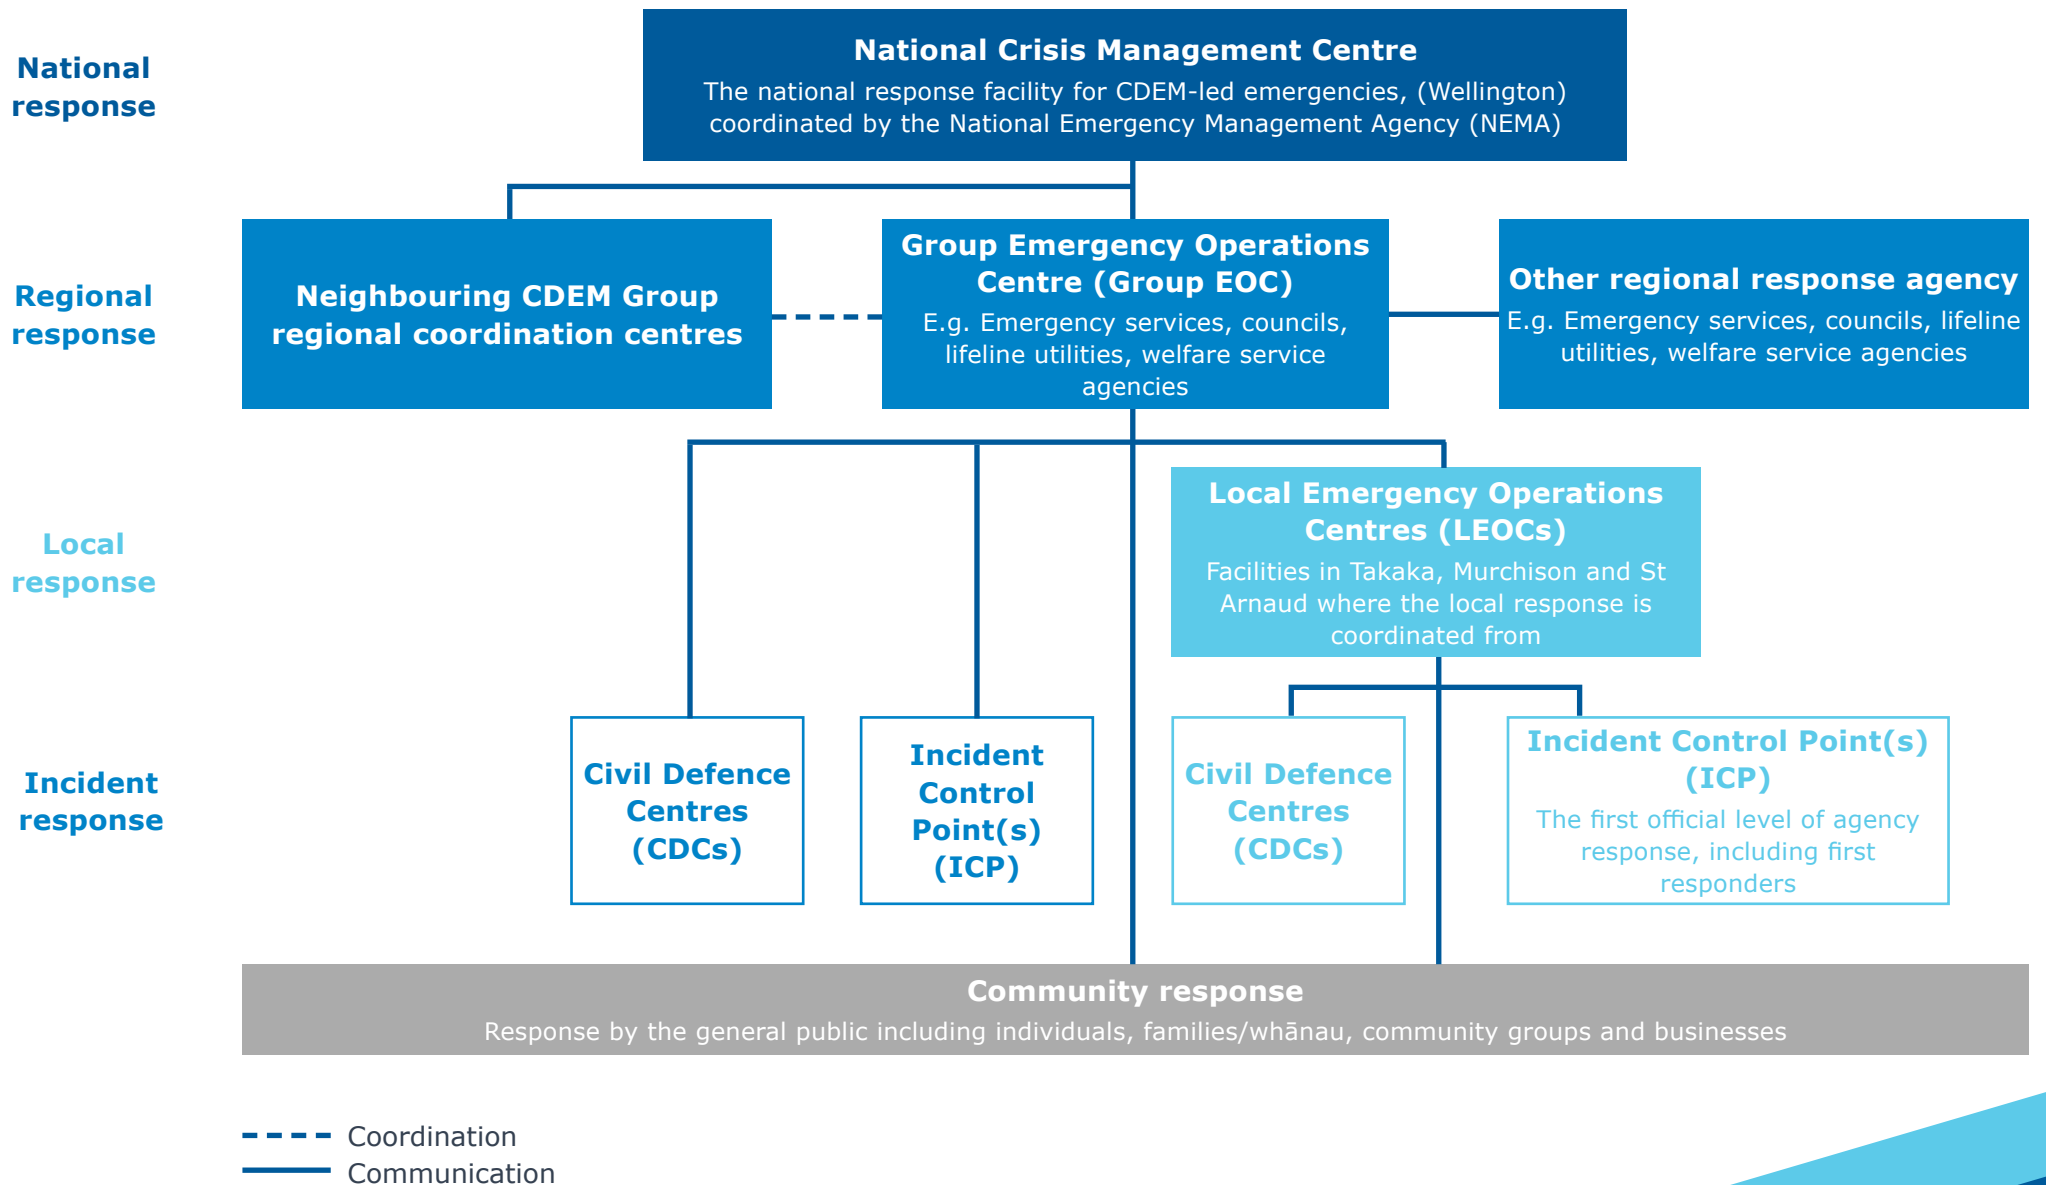 National
response
National Crisis Management Centre
The national response facility for CDEM-led emergencies, (Wellington)
coordinated by the National Emergency Management Agency (NEMA)
Regional
response
Neighbouring CDEM Group
regional coordination centres
Group Emergency Operations
Centre (Group EOC)
E.g. Emergency services, councils,
lifeline utilities, welfare service
agencies
Other regional response agency
E.g. Emergency services, councils, lifeline
utilities, welfare service agencies
Local
response
Local Emergency Operations
Centres (LEOCs)
Facilities in Takaka, Murchison and St
Arnaud where the local response is
coordinated from
Incident
response
Civil Defence
Centres
(CDCs)
Incident
Control
Point(s)
(ICP)
Civil Defence
Centres
(CDCs)
Incident Control Point(s)
(ICP)
The first official level of agency
response, including first
responders
Community response
Response by the general public including individuals, families/whānau, community groups and businesses
Coordination
Communication